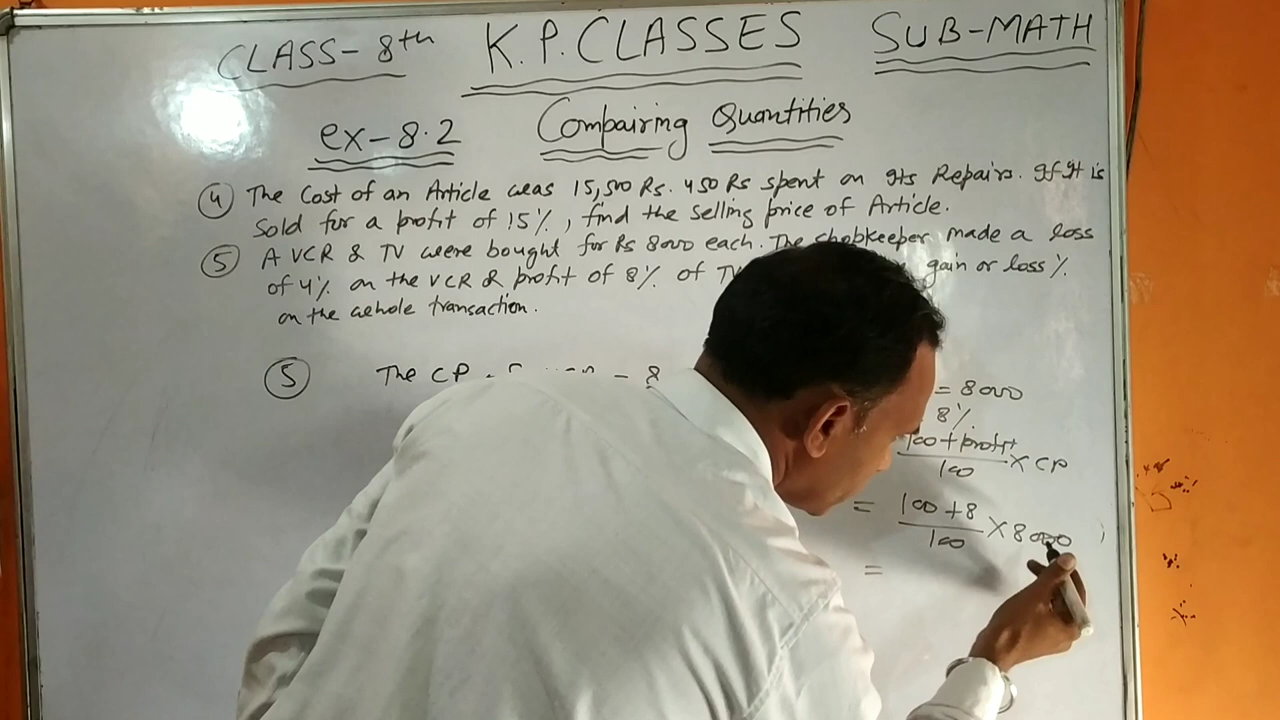 CLASS-8th K.P.CLASSES SUB-MATH
ex-8.2 Compairing Quantities
④ The Cost of an Article was 15,500 Rs. 450 Rs spent on Its Repairs. If It is
Sold for a profit of 15%, find the Selling price of Article.
⑤ A VCR & TV were bought for Rs 8000 each. The Shopkeeper made a loss
of 4% on the VCR & profit of 8% of TV gain or loss %
on the whole transaction.
⑤ The CP = 8000
8%
100+profit/100 × CP
= 100+8/100 × 8000
=